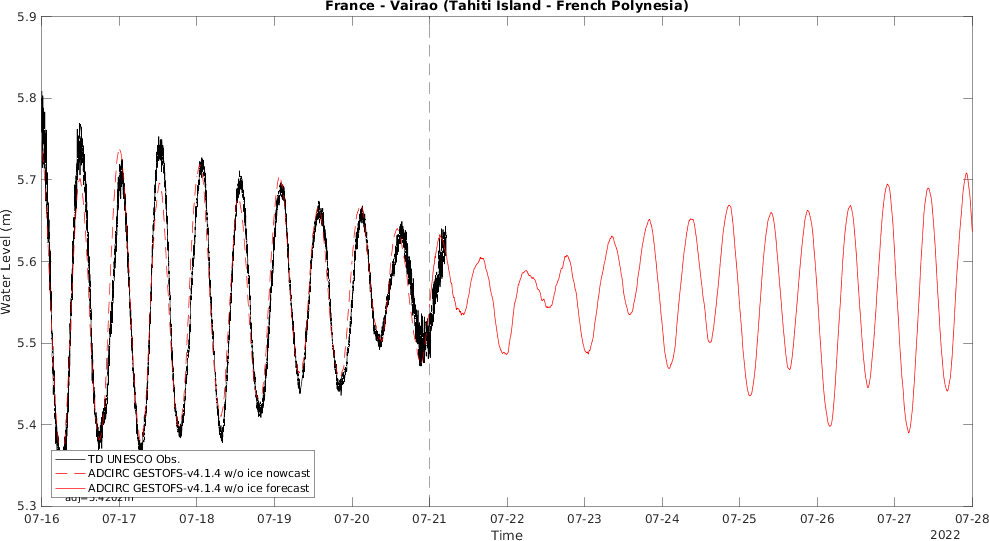 France - Vairao (Tahiti Island - French Polynesia)
5.9
5.8
5.7
5.6
5.5
5.4
5.3
Water Level (m)
TD UNESCO Obs.
ADCIRC GESTOFS-v4.1.4 w/o ice nowcast
ADCIRC GESTOFS-v4.1.4 w/o ice forecast
07-16 07-17 07-18 07-19 07-20 07-21 07-22 07-23 07-24 07-25 07-26 07-27 07-28
Time
2022